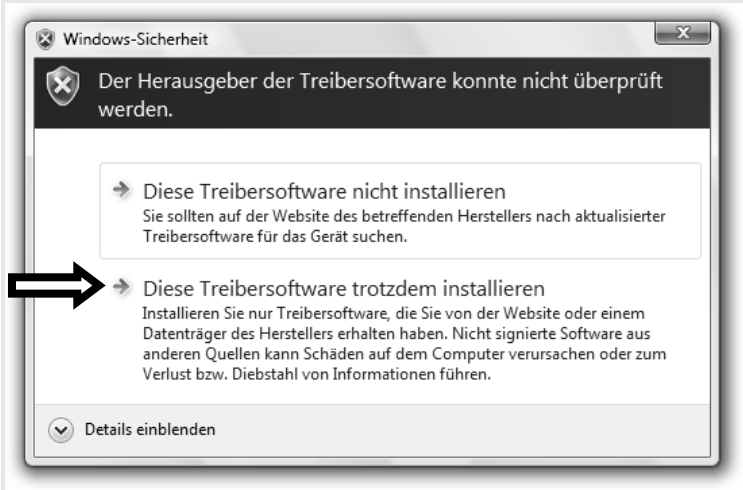 Windows-Sicherheit
X
Der Herausgeber der Treibersoftware konnte nicht überprüft
werden.
Diese Treibersoftware nicht installieren
Sie sollten auf der Website des betreffenden Herstellers nach aktualisierter
Treibersoftware für das Gerät suchen.
Diese Treibersoftware trotzdem installieren
Installieren Sie nur Treibersoftware, die Sie von der Website oder einem
Datenträger des Herstellers erhalten haben. Nicht signierte Software aus
anderen Quellen kann Schäden auf dem Computer verursachen oder zum
Verlust bzw. Diebstahl von Informationen führen.
Details einblenden